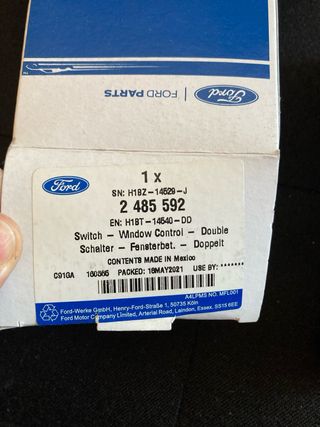 FORD PARTS | Ford
Ford
1 x
SN: H1BZ-14529-J
2 485 592
EN: H1BT-14540-DD
Switch - Window Control - Double
Schalter - Fensterbet. - Doppelt
CONTENTS MADE IN Mexico
C91GA 160366 PACKED: 16MAY2021 USE BY: *******
A4LPMS NO. MFL001
Ford-Werke GmbH, Henry-Ford-Straße 1, 50735 Köln
Ford Motor Company Limited, Arterial Road, Laindon, Essex. SS15 6EE